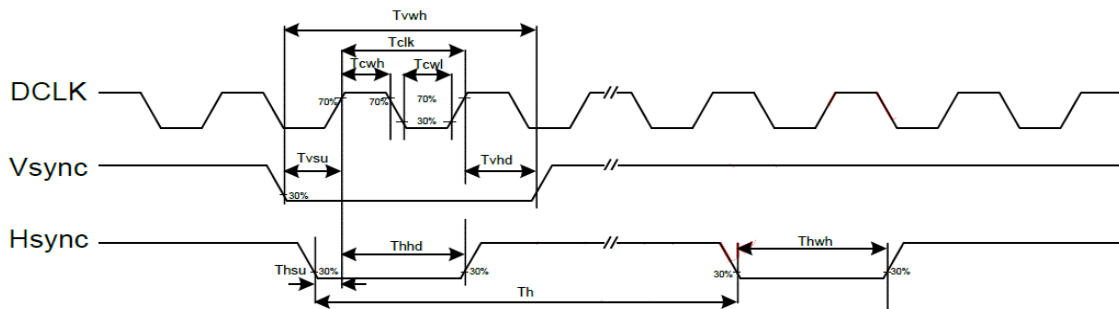 Tvwh
Tclk
Tcwh Tcwl
DCLK 70% 70% 70%
30%
//
Vsync Tvsu Tvhd
30%
//
Hsync Thhd Thwh
Thsu 30% 30% 30% 30%
//
Th